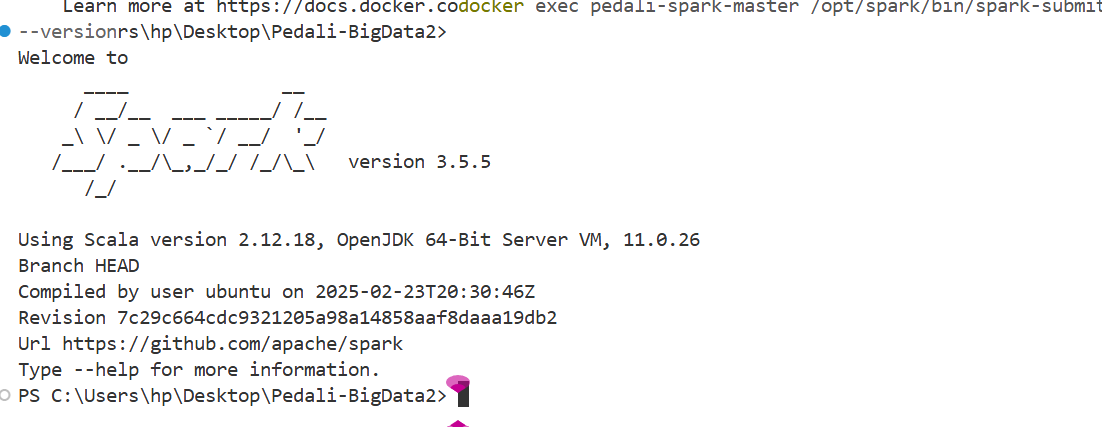 Learn more at https://docs.docker.codocker exec pedali-spark-master /opt/spark/bin/spark-submit
--versionrs\hp\Desktop\Pedali-BigData2>
Welcome to
      ____              __
     / __/__  ___ _____/ /__
    _\ \/ _ \/ _ `/ __/  '_/
   /___/ .__/\_,_/_/ /_/\_\   version 3.5.5
      /_/
Using Scala version 2.12.18, OpenJDK 64-Bit Server VM, 11.0.26
Branch HEAD
Compiled by user ubuntu on 2025-02-23T20:30:46Z
Revision 7c29c664cdc9321205a98a14858aaf8daaa19db2
Url https://github.com/apache/spark
Type --help for more information.
PS C:\Users\hp\Desktop\Pedali-BigData2>